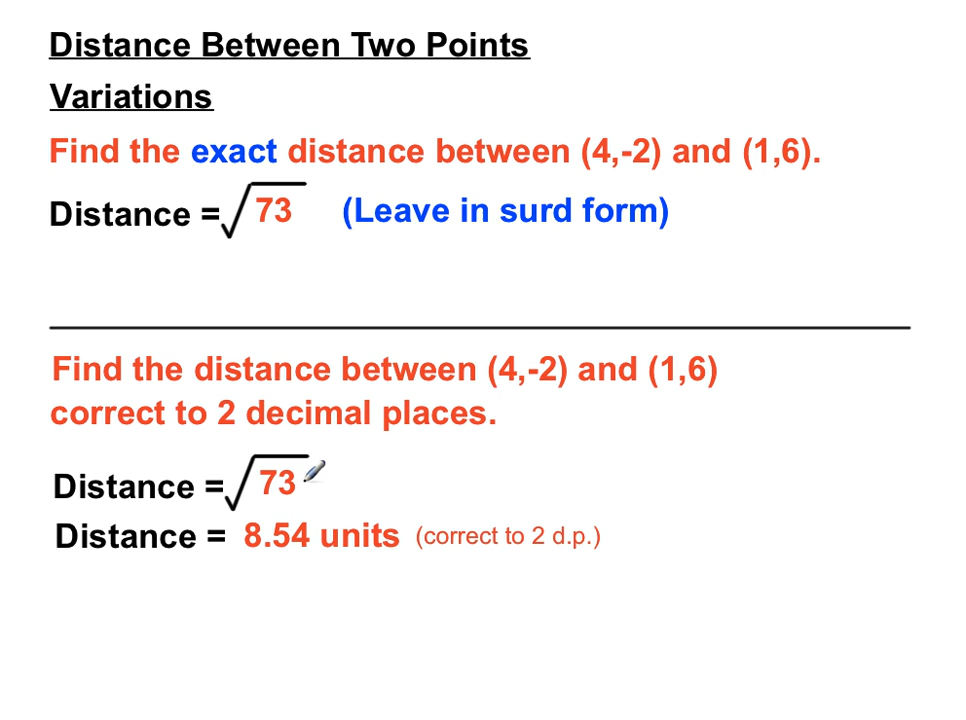 Distance Between Two Points
Variations
Find the exact distance between (4,-2) and (1,6).
Distance = √73 (Leave in surd form)
Find the distance between (4,-2) and (1,6)
correct to 2 decimal places.
Distance = √73
Distance = 8.54 units (correct to 2 d.p.)